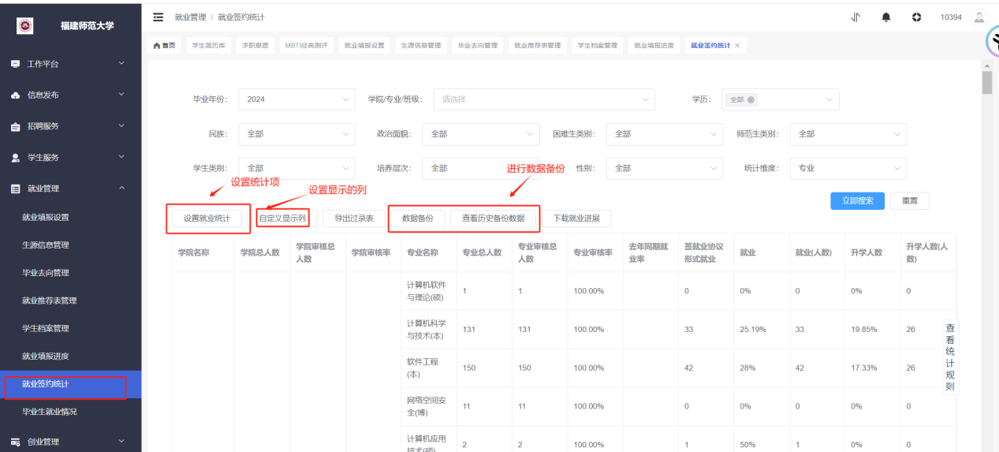 福建师范大学
就业管理 / 就业签约统计
10394
首页 学生简历库 求职意愿 MBTI经典测评 就业填报设置 生源信息管理 毕业去向管理 就业推荐表管理 学生档案管理 就业填报进度 就业签约统计 ×
工作平台
信息发布
招聘服务
学生服务
就业管理
就业填报设置
生源信息管理
毕业去向管理
就业推荐表管理
学生档案管理
就业填报进度
就业签约统计
毕业生就业情况
创业管理
毕业年份: 2024 学院/专业/班级: 请选择 学历: 全部
民族: 全部 政治面貌: 全部 困难生类别: 全部 师范生类别: 全部
学生类别: 全部 培养层次: 全部 性别: 全部 统计维度: 专业
设置统计项 设置显示的列 进行数据备份
立即搜索 重置
设置就业统计 自定义显示列 导出过录表 数据备份 查看历史备份数据 下载就业进展
学院名称 学院总人数 学院审核总人数 学院审核率 专业名称 专业总人数 专业审核总人数 专业审核率 去年同期就业率 签就业协议形式就业 就业 就业(人数) 升学人数 升学人数(人数)
计算机软件与理论(硕) 1 1 100.00% 0 0% 0 0% 0
计算机科学与技术(本) 131 131 100.00% 33 25.19% 33 19.85% 26
软件工程(本) 150 150 100.00% 42 28% 42 17.33% 26
网络空间安全(博) 11 11 100.00% 0 0% 0 0% 0
计算机应用技术(硕) 2 2 100.00% 1 50% 1 0% 0
查看统计规则